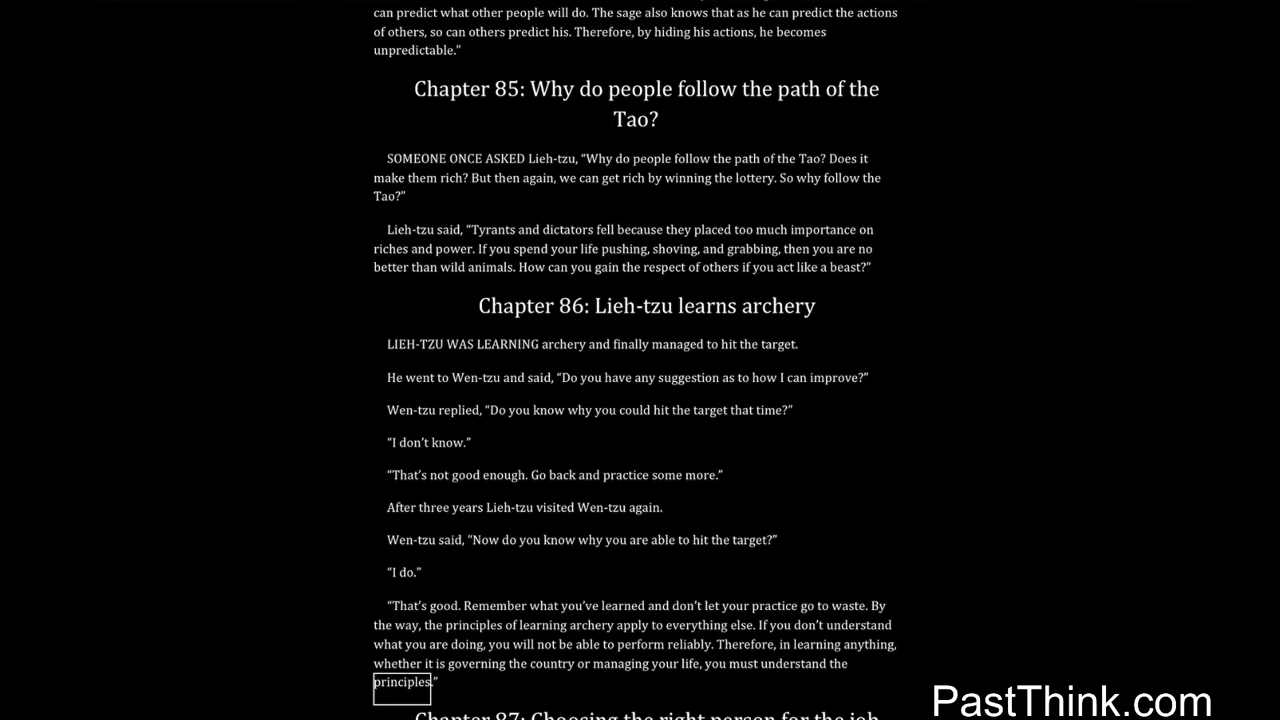 can predict what other people will do. The sage also knows that as he can predict the actions
of others, so can others predict his. Therefore, by hiding his actions, he becomes
unpredictable.”
Chapter 85: Why do people follow the path of the
Tao?
SOMEONE ONCE ASKED Lieh-tzu, “Why do people follow the path of the Tao? Does it
make them rich? But then again, we can get rich by winning the lottery. So why follow the
Tao?”
Lieh-tzu said, “Tyrants and dictators fell because they placed too much importance on
riches and power. If you spend your life pushing, shoving, and grabbing, then you are no
better than wild animals. How can you gain the respect of others if you act like a beast?”
Chapter 86: Lieh-tzu learns archery
LIEH-TZU WAS LEARNING archery and finally managed to hit the target.
He went to Wen-tzu and said, “Do you have any suggestion as to how I can improve?”
Wen-tzu replied, “Do you know why you could hit the target that time?”
“I don’t know.”
“That’s not good enough. Go back and practice some more.”
After three years Lieh-tzu visited Wen-tzu again.
Wen-tzu said, “Now do you know why you are able to hit the target?”
“I do.”
“That’s good. Remember what you’ve learned and don’t let your practice go to waste. By
the way, the principles of learning archery apply to everything else. If you don’t understand
what you are doing, you will not be able to perform reliably. Therefore, in learning anything,
whether it is governing the country or managing your life, you must understand the
principles.”
Chapter 87: Choosing the right person for the job
PastThink.com